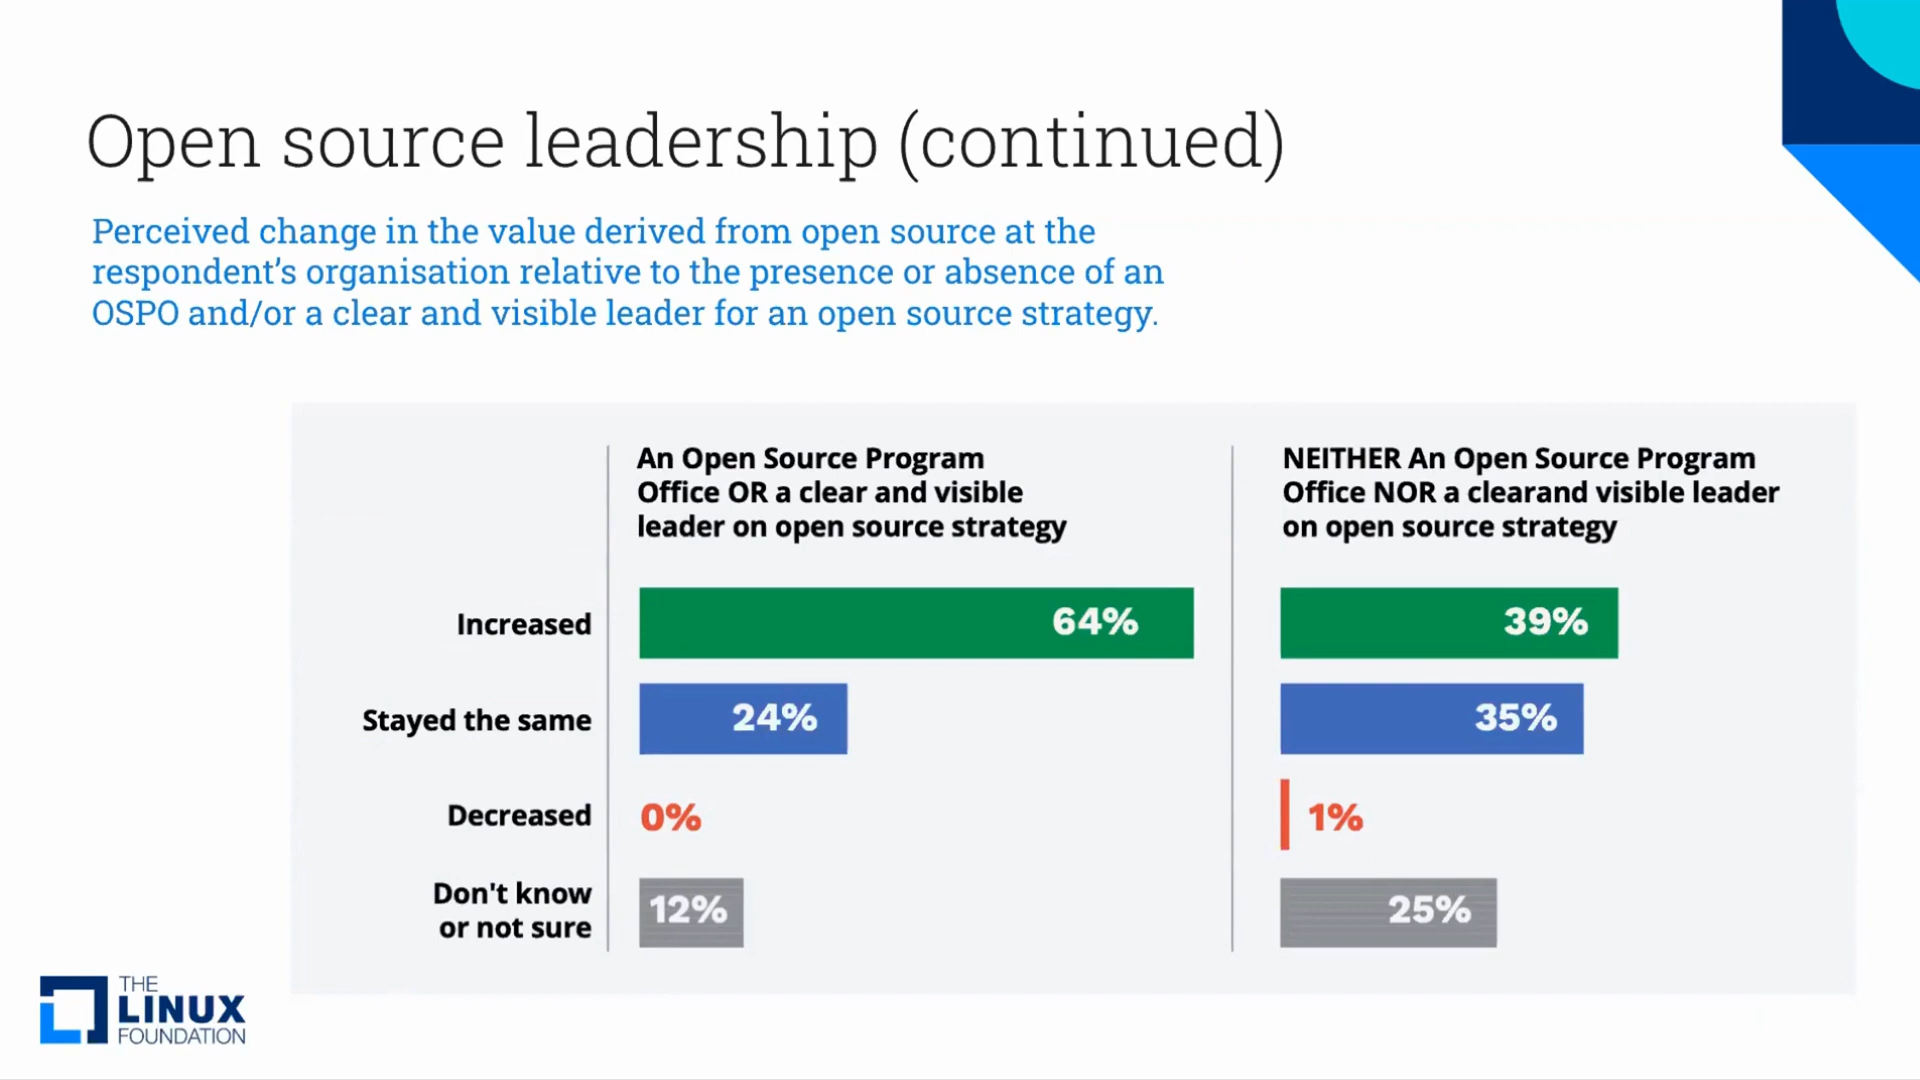 Open source leadership (continued)
Perceived change in the value derived from open source at the
respondent’s organisation relative to the presence or absence of an
OSPO and/or a clear and visible leader for an open source strategy.
An Open Source Program
Office OR a clear and visible
leader on open source strategy
NEITHER An Open Source Program
Office NOR a clearand visible leader
on open source strategy
Increased
64%
39%
Stayed the same
24%
35%
Decreased
0%
1%
Don't know
or not sure
12%
25%
THE
LINUX
FOUNDATION